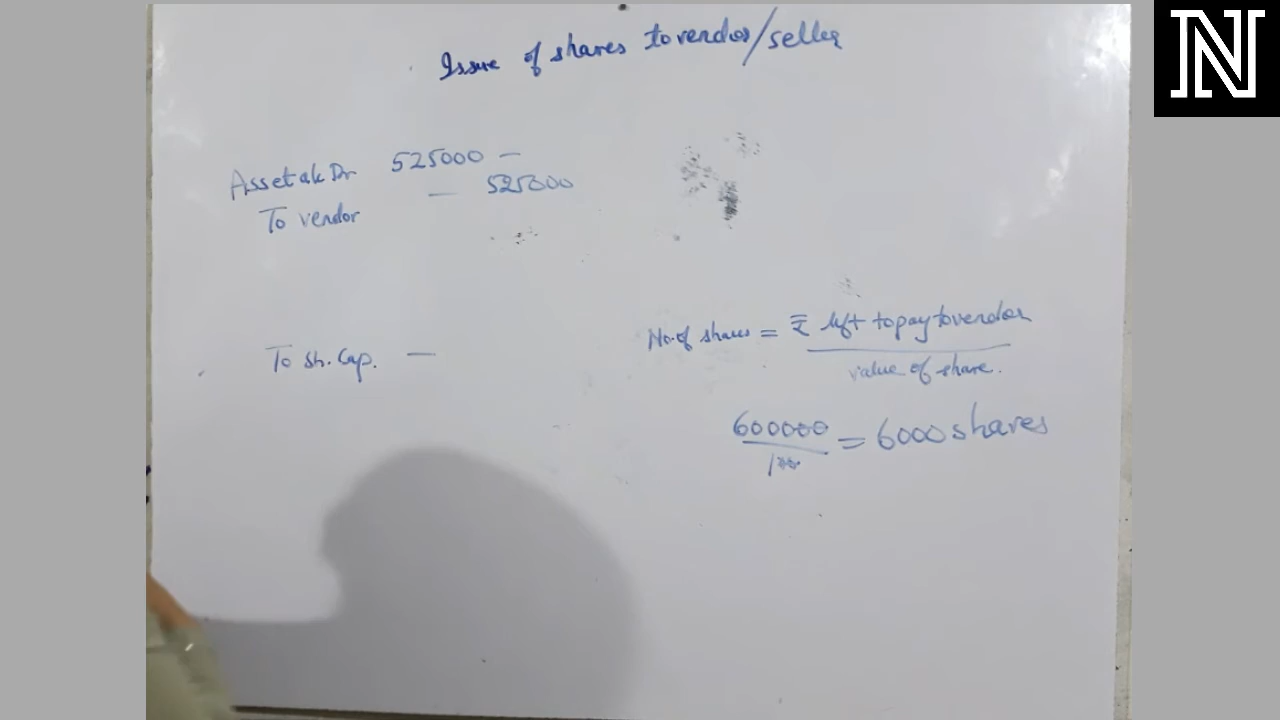 Issue of shares to vendor/seller
Asset a/c Dr 525000 —
To vendor — 525000
No. of shares = ₹ left to pay to vendor
value of share.
To Sh. Cap. —
600000 = 6000 shares
100
N